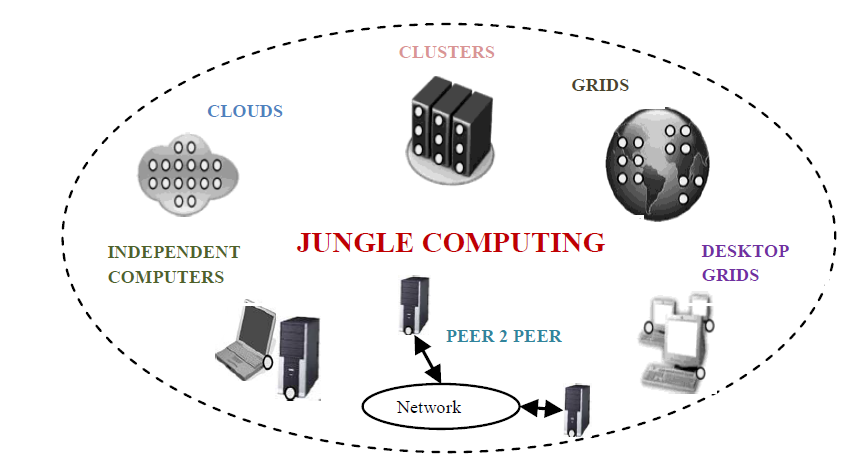 CLUSTERS
GRIDS
CLOUDS
JUNGLE COMPUTING
INDEPENDENT
COMPUTERS
DESKTOP
GRIDS
PEER 2 PEER
Network